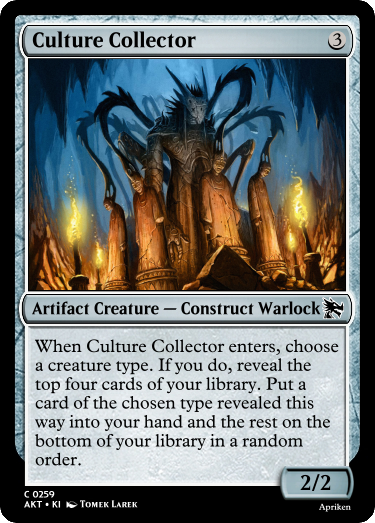 Culture Collector 3
Artifact Creature — Construct Warlock
When Culture Collector enters, choose
a creature type. If you do, reveal the
top four cards of your library. Put a
card of the chosen type revealed this
way into your hand and the rest on the
bottom of your library in a random
order.
2/2
C 0259
AKT • KI Tomek Larek
Apriken